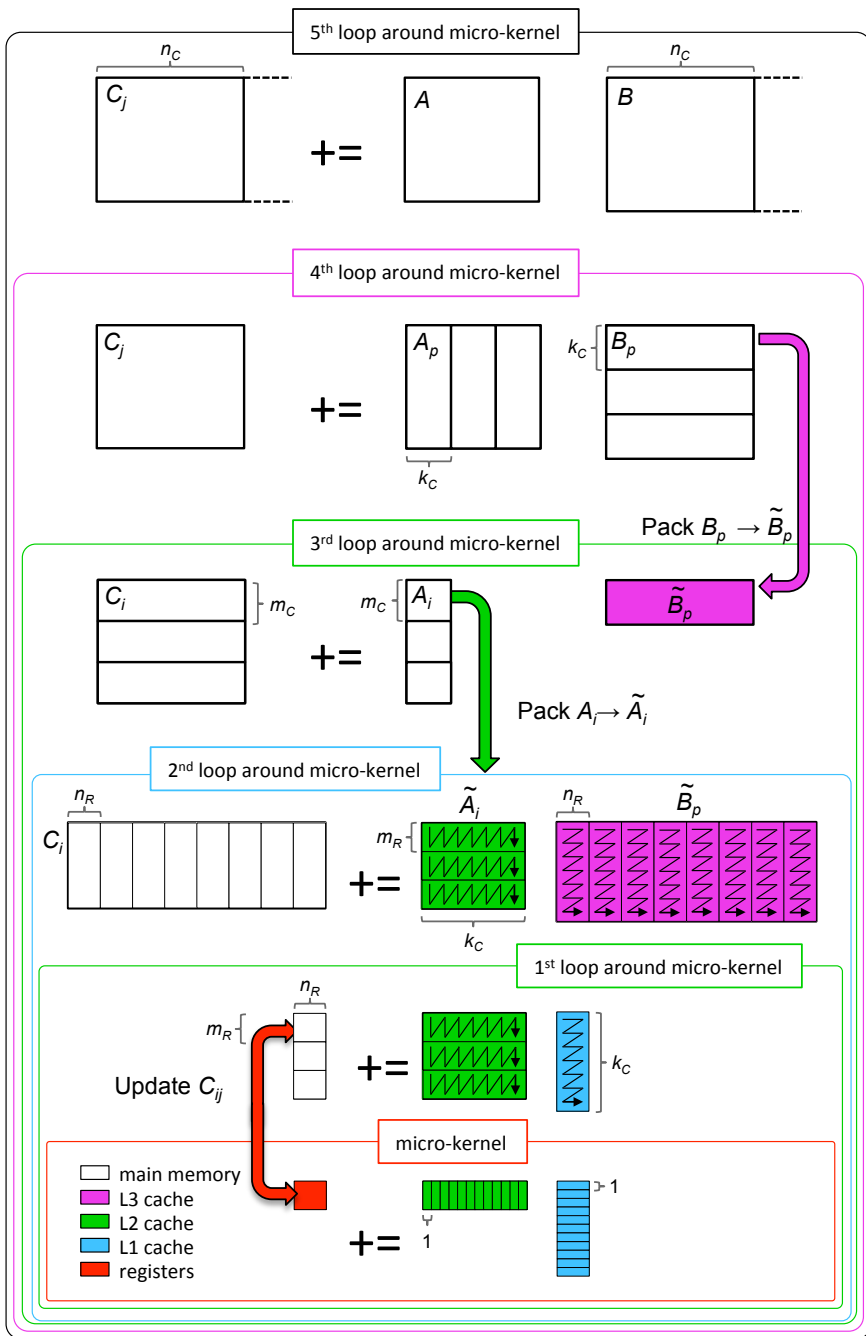 5th loop around micro-kernel
nC nC
Cj A B
+=
4th loop around micro-kernel
Cj Ap Bp
kC
+=
kC
Pack Bp → B̃p
3rd loop around micro-kernel
Ci mC mC Ai B̃p
+=
Pack Ai → Ãi
2nd loop around micro-kernel
nR Ãi nR B̃p
Ci mR
+=
kC
1st loop around micro-kernel
nR
mR
+= kC
Update Cij
micro-kernel
main memory
L3 cache 1
L2 cache += 1
L1 cache
registers